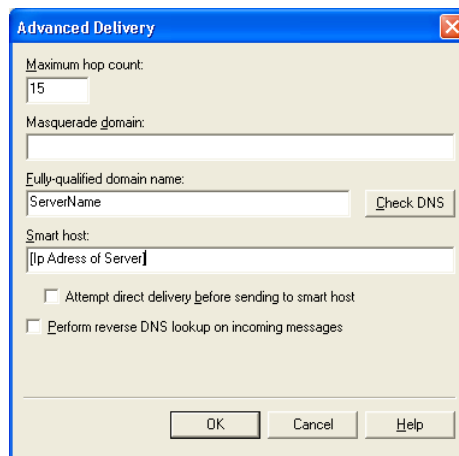 Advanced Delivery
Maximum hop count:
15
Masquerade domain:
Fully-qualified domain name:
ServerName
Check DNS
Smart host:
[Ip Adress of Server]
Attempt direct delivery before sending to smart host
Perform reverse DNS lookup on incoming messages
OK
Cancel
Help